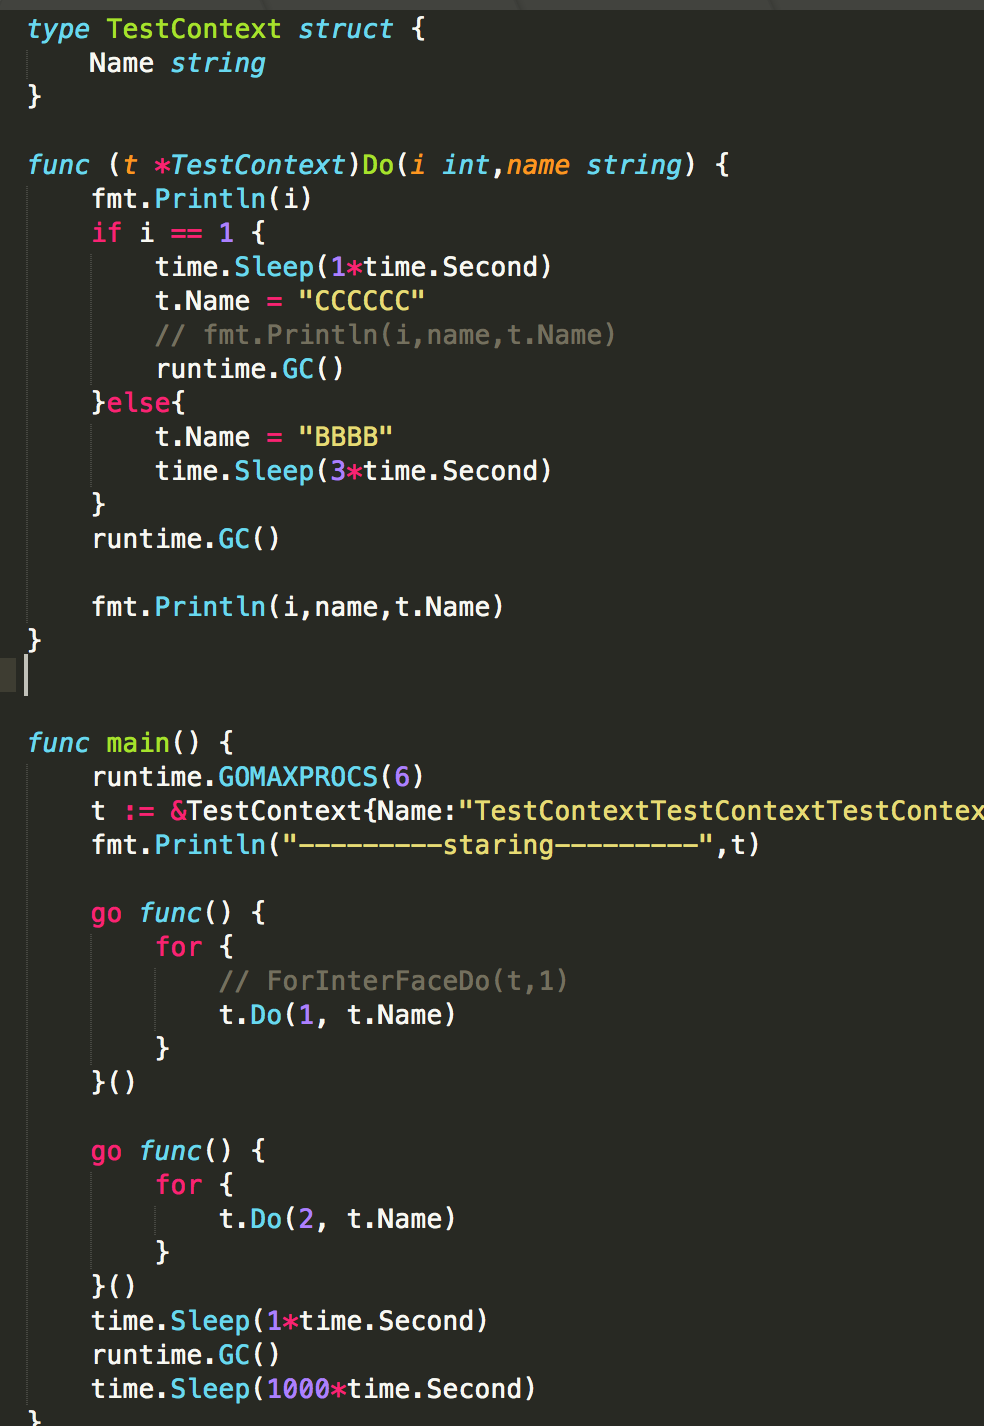 type TestContext struct {
    Name string
}
func (t *TestContext)Do(i int,name string) {
    fmt.Println(i)
    if i == 1 {
        time.Sleep(1*time.Second)
        t.Name = "CCCCCC"
        // fmt.Println(i,name,t.Name)
        runtime.GC()
    }else{
        t.Name = "BBBB"
        time.Sleep(3*time.Second)
    }
    runtime.GC()
    fmt.Println(i,name,t.Name)
}
func main() {
    runtime.GOMAXPROCS(6)
    t := &TestContext{Name:"TestContextTestContextTestContex
    fmt.Println("---------staring---------",t)
    go func() {
        for {
            // ForInterFaceDo(t,1)
            t.Do(1, t.Name)
        }
    }()
    go func() {
        for {
            t.Do(2, t.Name)
        }
    }()
    time.Sleep(1*time.Second)
    runtime.GC()
    time.Sleep(1000*time.Second)
}